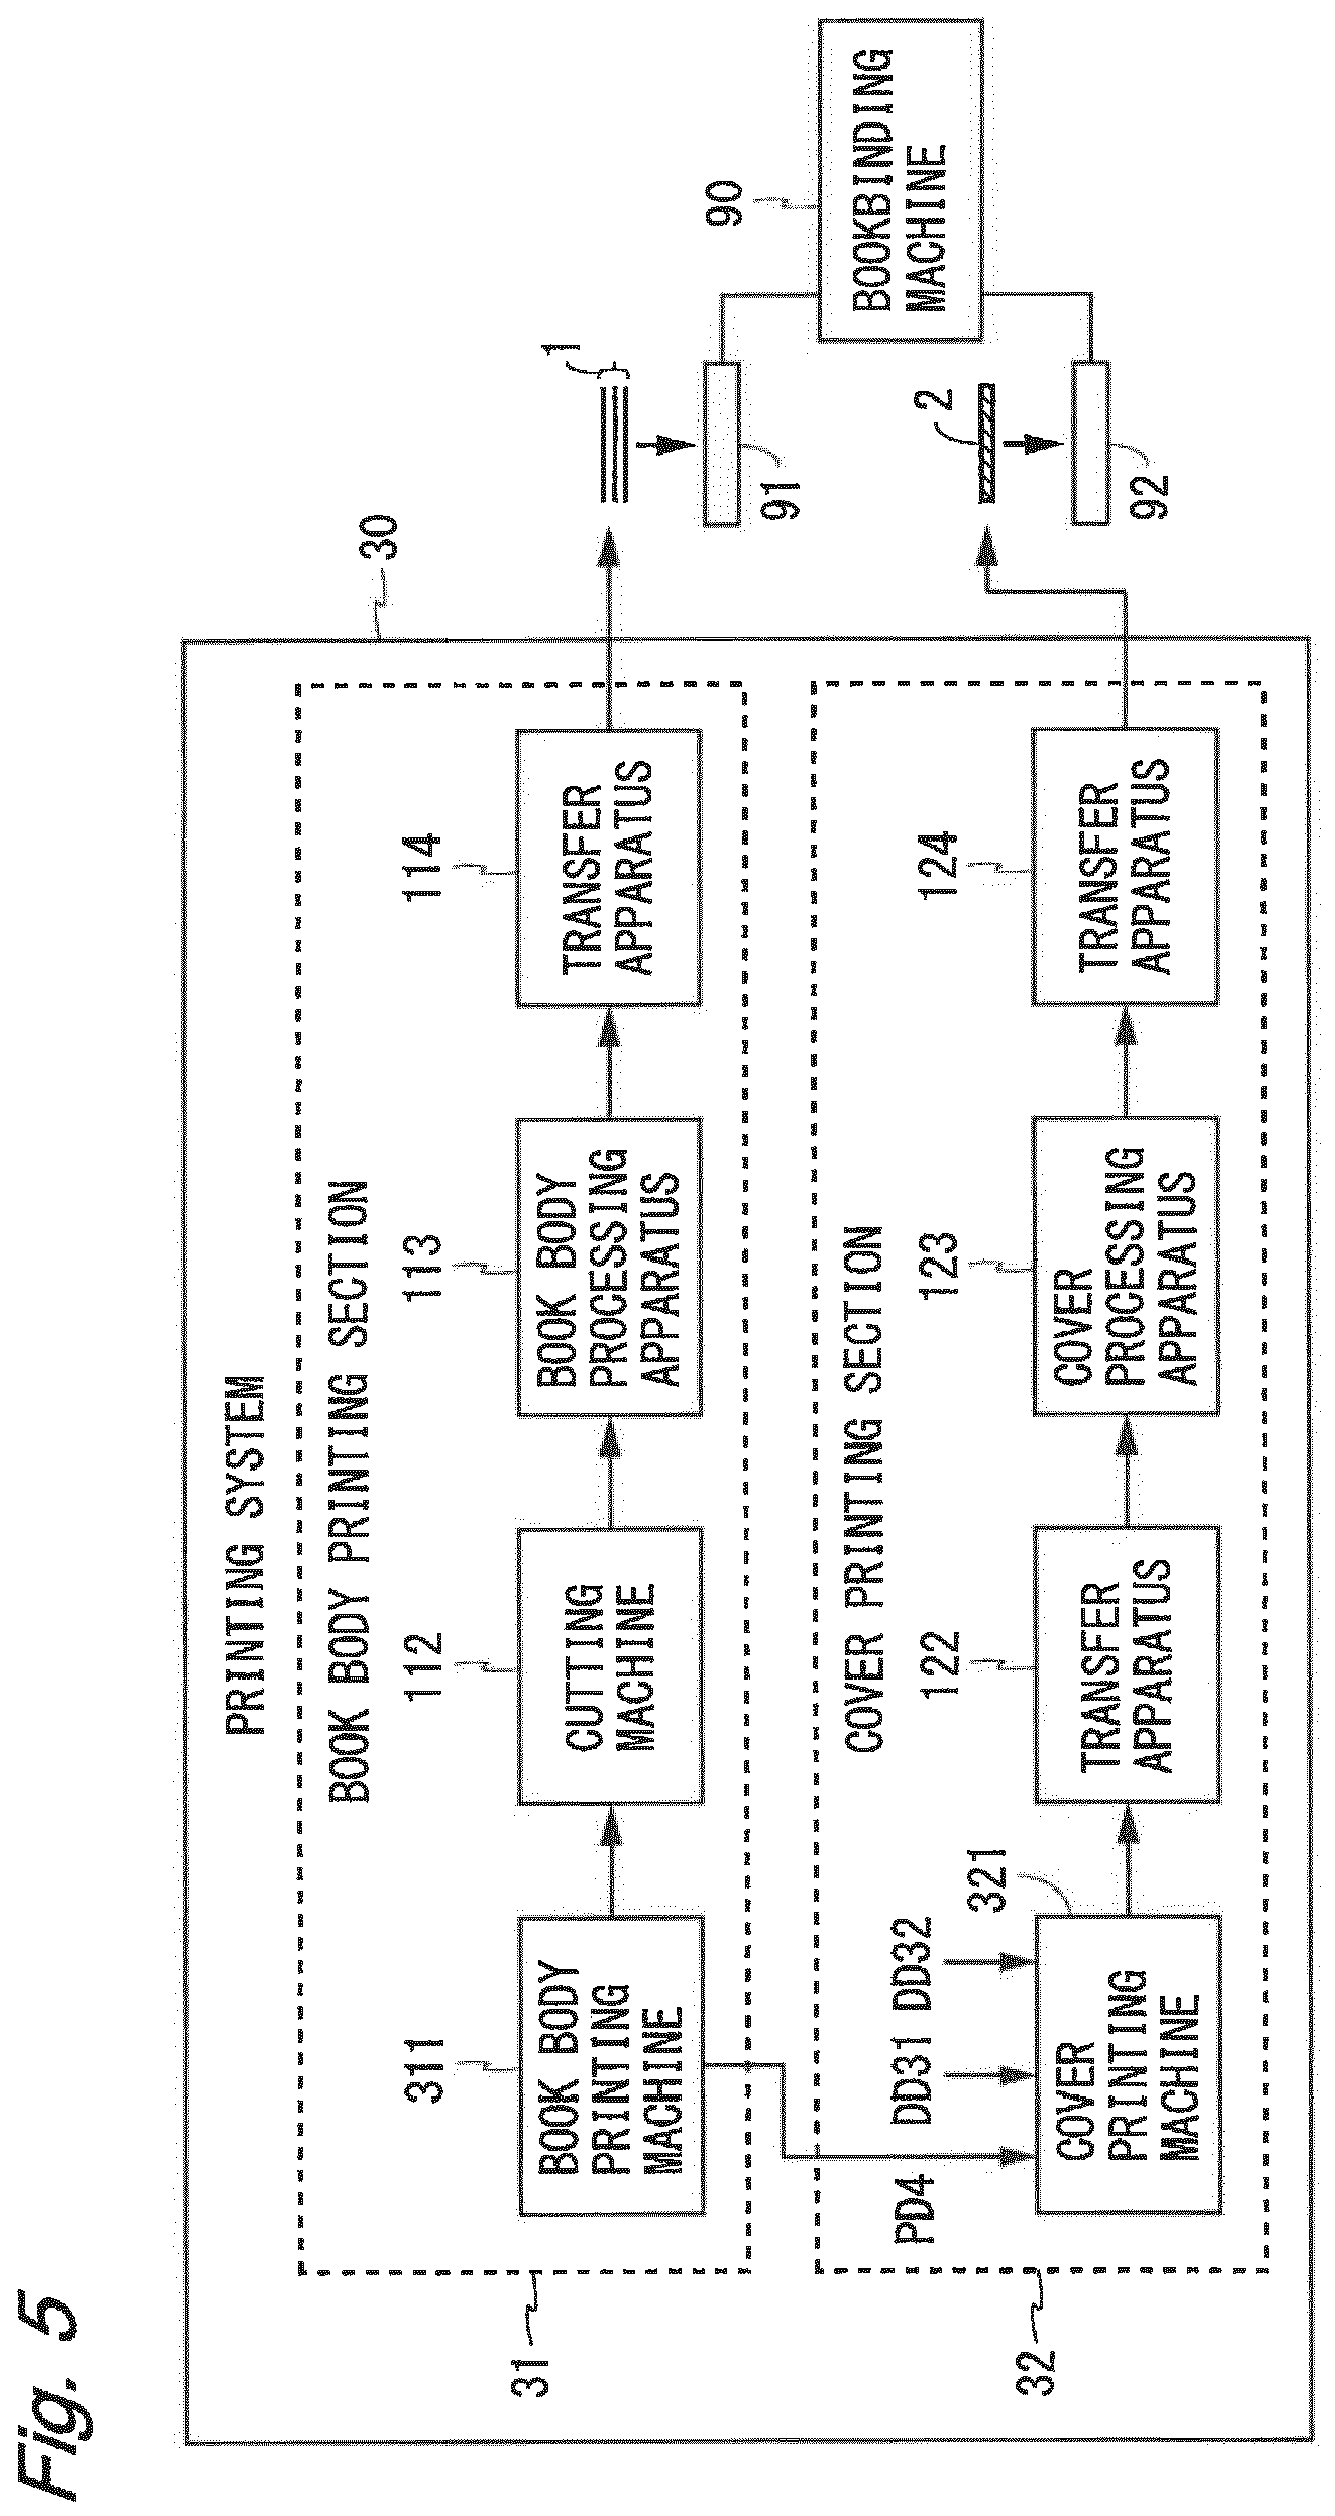 Fig. 5
PRINTING SYSTEM
30
31
BOOK BODY PRINTING SECTION
311
BOOK BODY
PRINTING
MACHINE
112
CUTTING
MACHINE
113
BOOK BODY
PROCESSING
APPARATUS
114
TRANSFER
APPARATUS
1
91
90
BOOKBINDING
MACHINE
32
COVER PRINTING SECTION
PD4
DD31
DD32
321
COVER
PRINTING
MACHINE
122
TRANSFER
APPARATUS
123
COVER
PROCESSING
APPARATUS
124
TRANSFER
APPARATUS
2
92